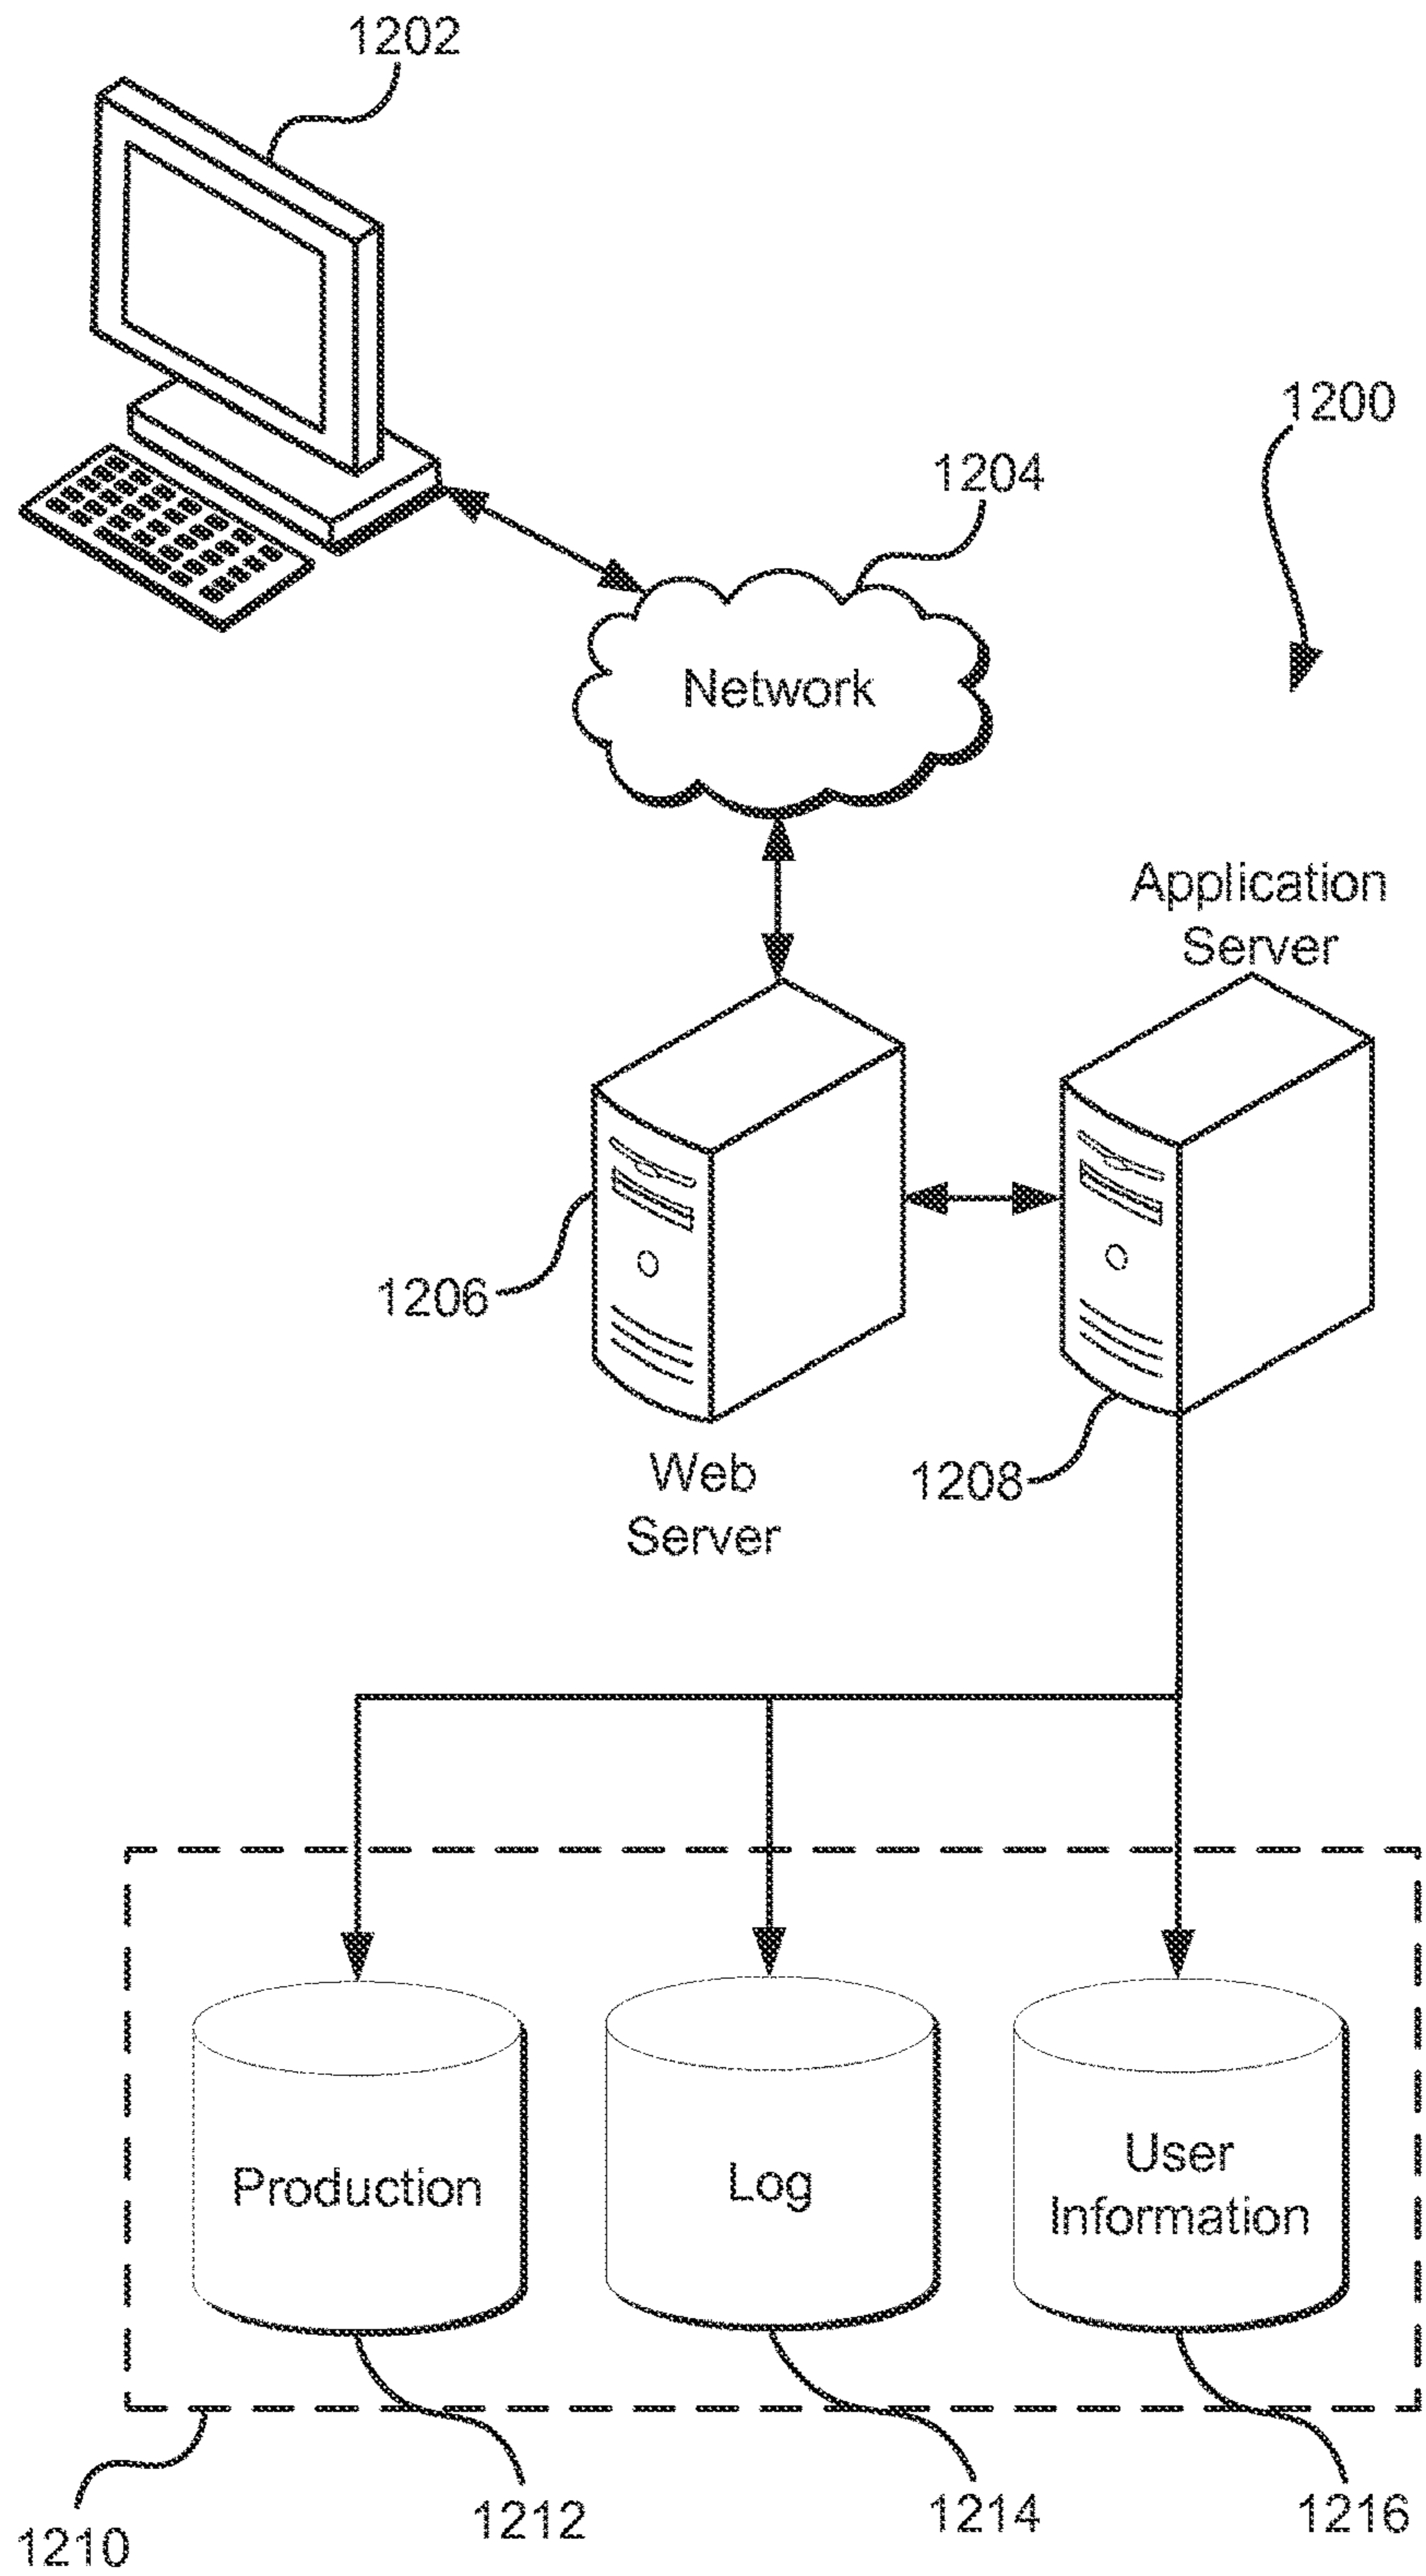 1202
1200
1204
Network
Application
Server
1206
1208
Web
Server
Production
Log
User
Information
1210
1212
1214
1216